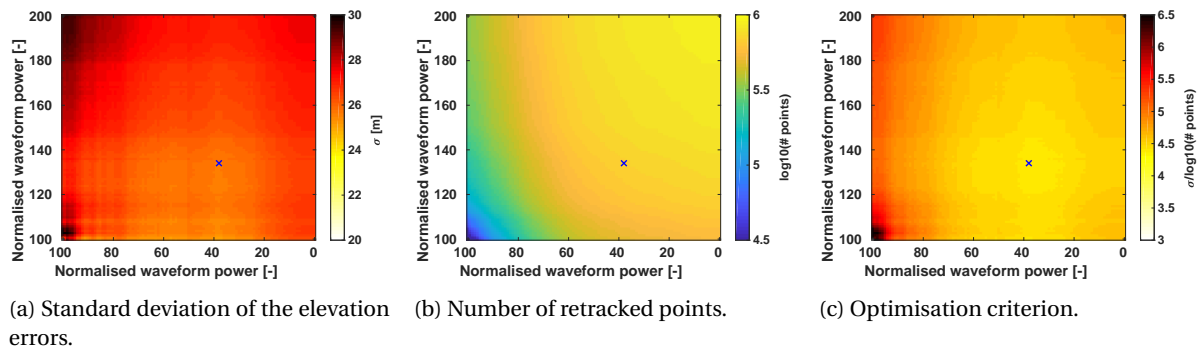 200
180
160
140
120
100
Normalised waveform power [-]
100 80 60 40 20 0
Normalised waveform power [-]
30
28
26
24
22
20
σ [m]
200
180
160
140
120
100
Normalised waveform power [-]
100 80 60 40 20 0
Normalised waveform power [-]
6
5.5
5
4.5
log10(# points)
200
180
160
140
120
100
Normalised waveform power [-]
100 80 60 40 20 0
Normalised waveform power [-]
6.5
6
5.5
5
4.5
4
3.5
3
σ/log10(# points)
(a) Standard deviation of the elevation
errors.
(b) Number of retracked points.
(c) Optimisation criterion.